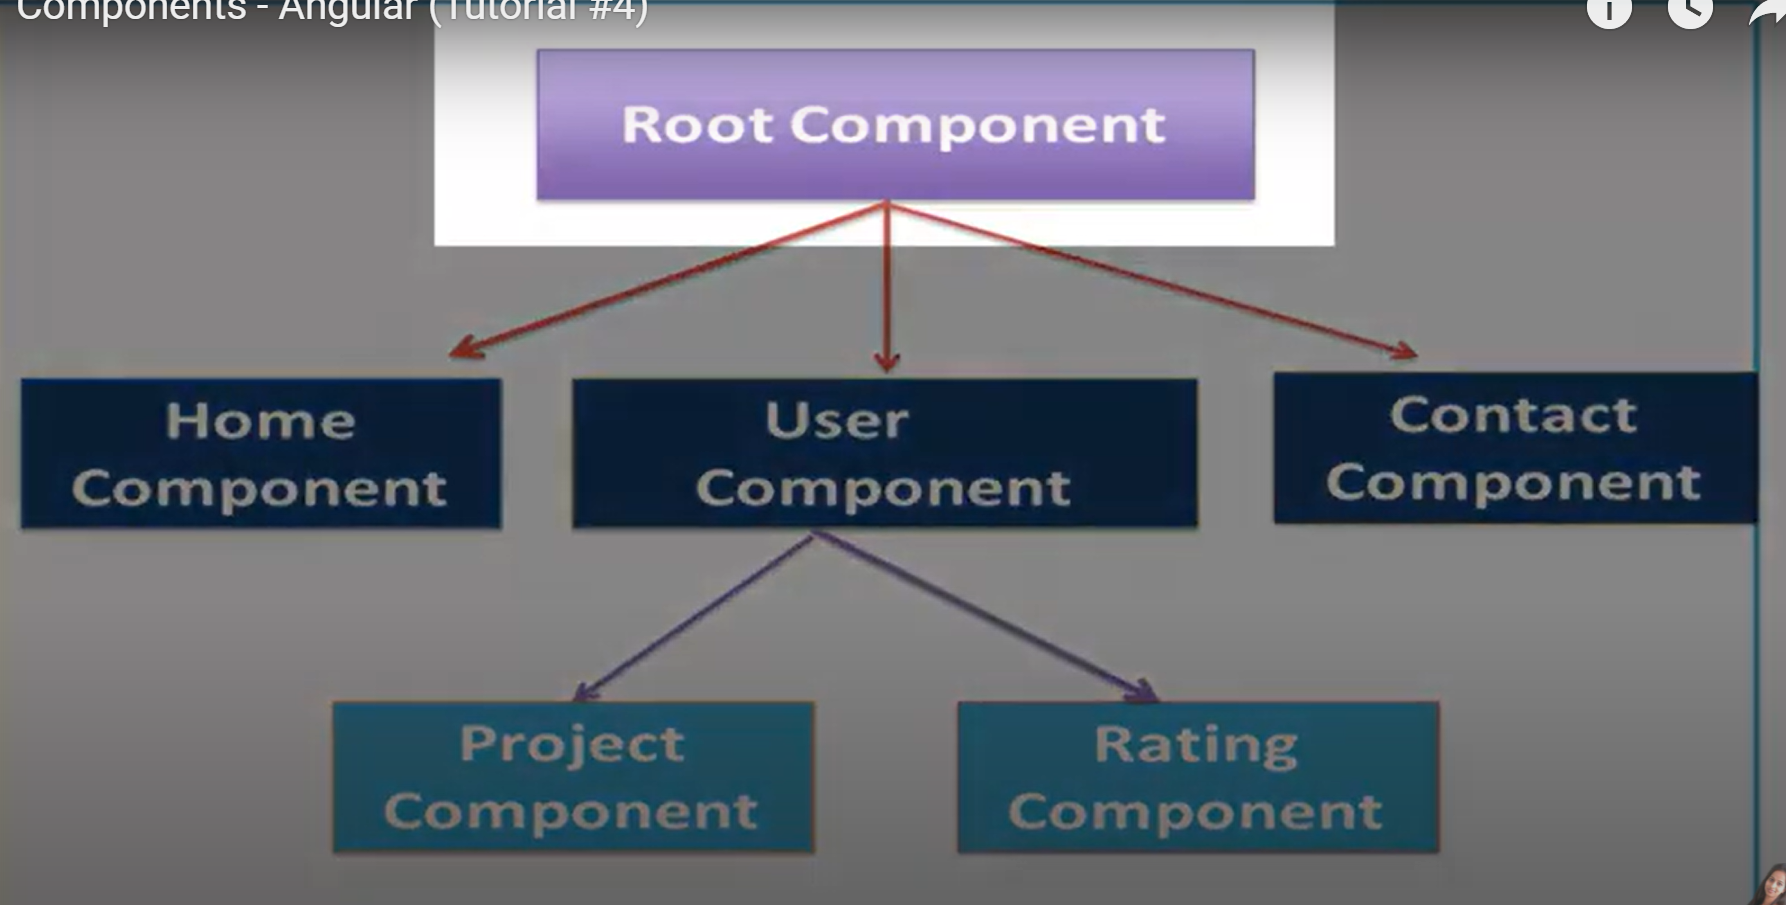 Components - Angular (Tutorial #4)
Root Component
Home
Component
User
Component
Contact
Component
Project
Component
Rating
Component